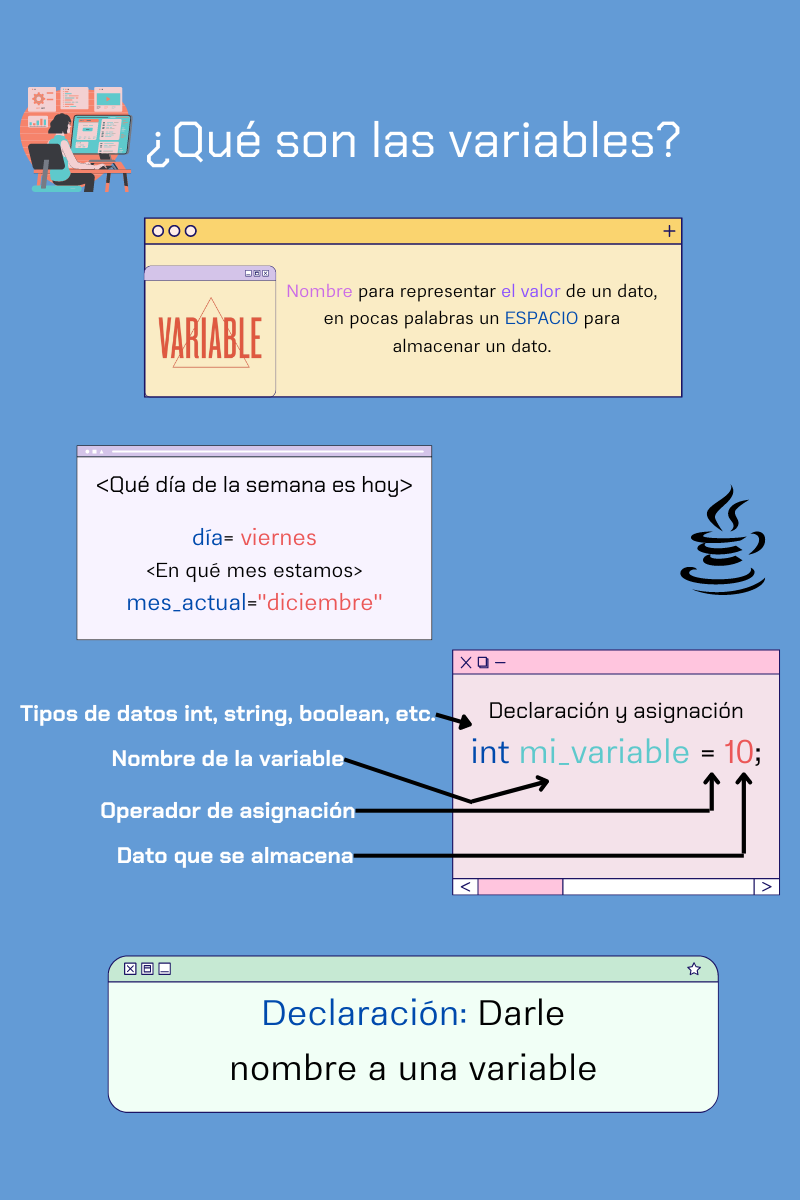 ¿Qué son las variables?
VARIABLE
Nombre para representar el valor de un dato,
en pocas palabras un ESPACIO para
almacenar un dato.
<Qué día de la semana es hoy>
día= viernes
<En qué mes estamos>
mes_actual="diciembre"
Tipos de datos int, string, boolean, etc.
Nombre de la variable
Operador de asignación
Dato que se almacena
Declaración y asignación
int mi_variable = 10;
Declaración: Darle
nombre a una variable